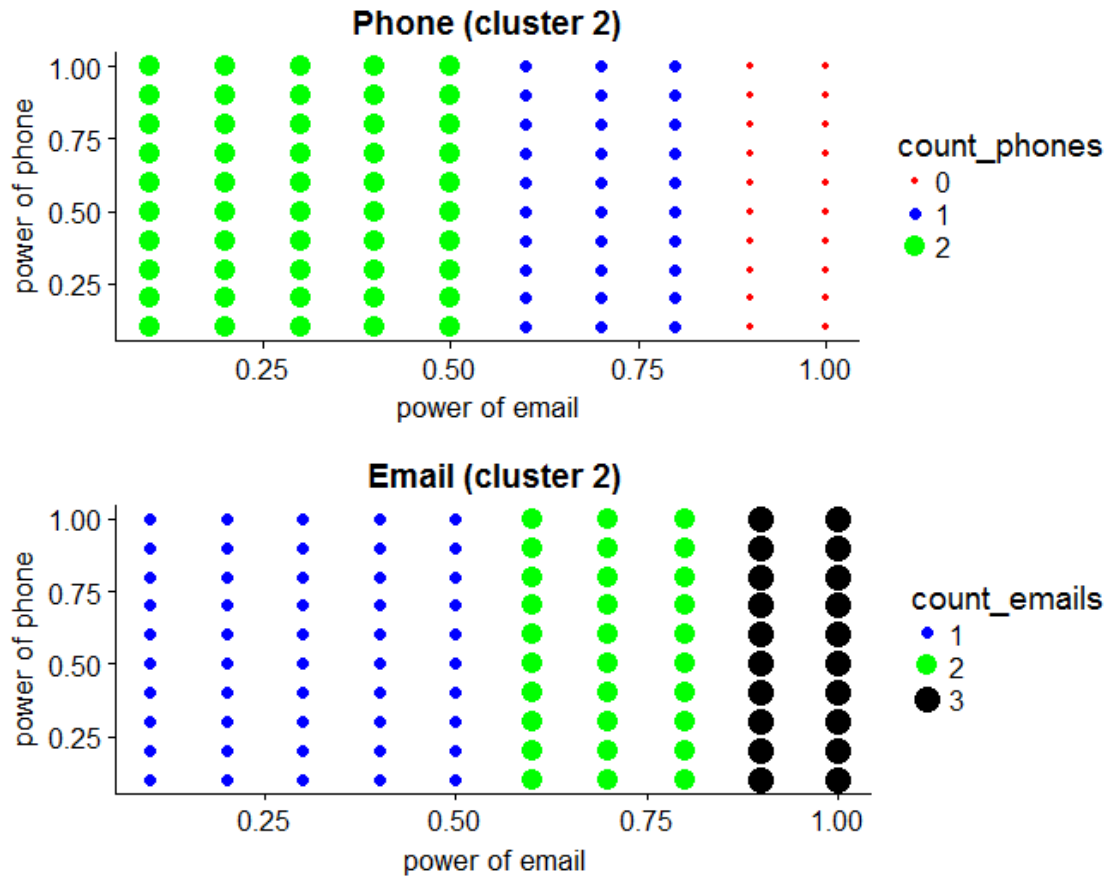 Phone (cluster 2)
power of phone
1.00
0.75
0.50
0.25
0.25 0.50 0.75 1.00
power of email
count_phones
0
1
2
Email (cluster 2)
power of phone
1.00
0.75
0.50
0.25
0.25 0.50 0.75 1.00
power of email
count_emails
1
2
3